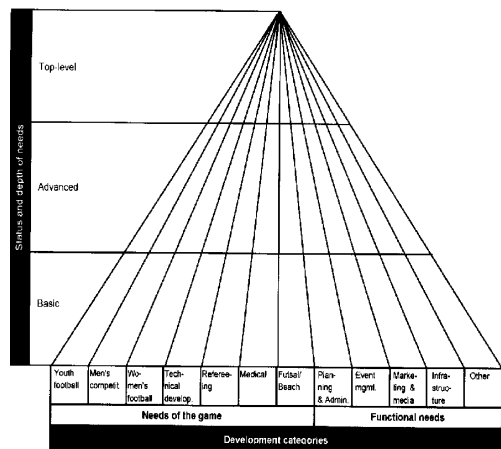 Status and depth of needs
Top-level
Advanced
Basic
Youth
football
Men's
competit.
Wo-
men's
football
Tech-
nical
develop.
Referee-
ing
Medical
Futsal/
Beach
Plan-
ning
& Admin.
Event
mgmt.
Marke-
ting &
media
Infra-
struc-
ture
Other
Needs of the game
Functional needs
Development categories